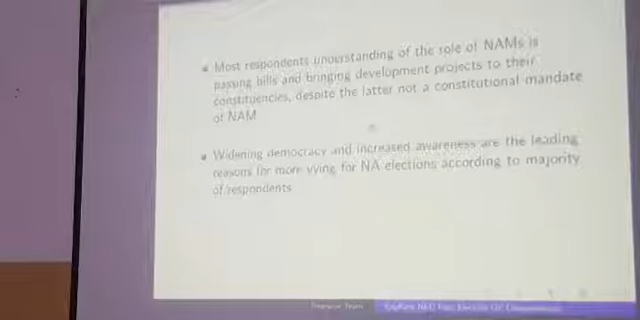 Most respondents understanding of the role of NAMs is
passing bills and bringing development projects to their
constituencies, despite the latter not a constitutional mandate
of NAM
Widening democracy and increased awareness are the leading
reasons for more vying for NA elections according to majority
of respondents
Team